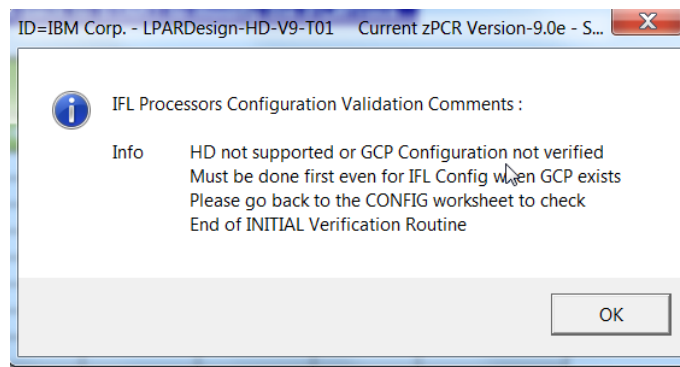 ID=IBM Corp. - LPARDesign-HD-V9-T01 Current zPCR Version-9.0e - S...
IFL Processors Configuration Validation Comments :
Info HD not supported or GCP Configuration not verified
Must be done first even for IFL Config when GCP exists
Please go back to the CONFIG worksheet to check
End of INITIAL Verification Routine
OK